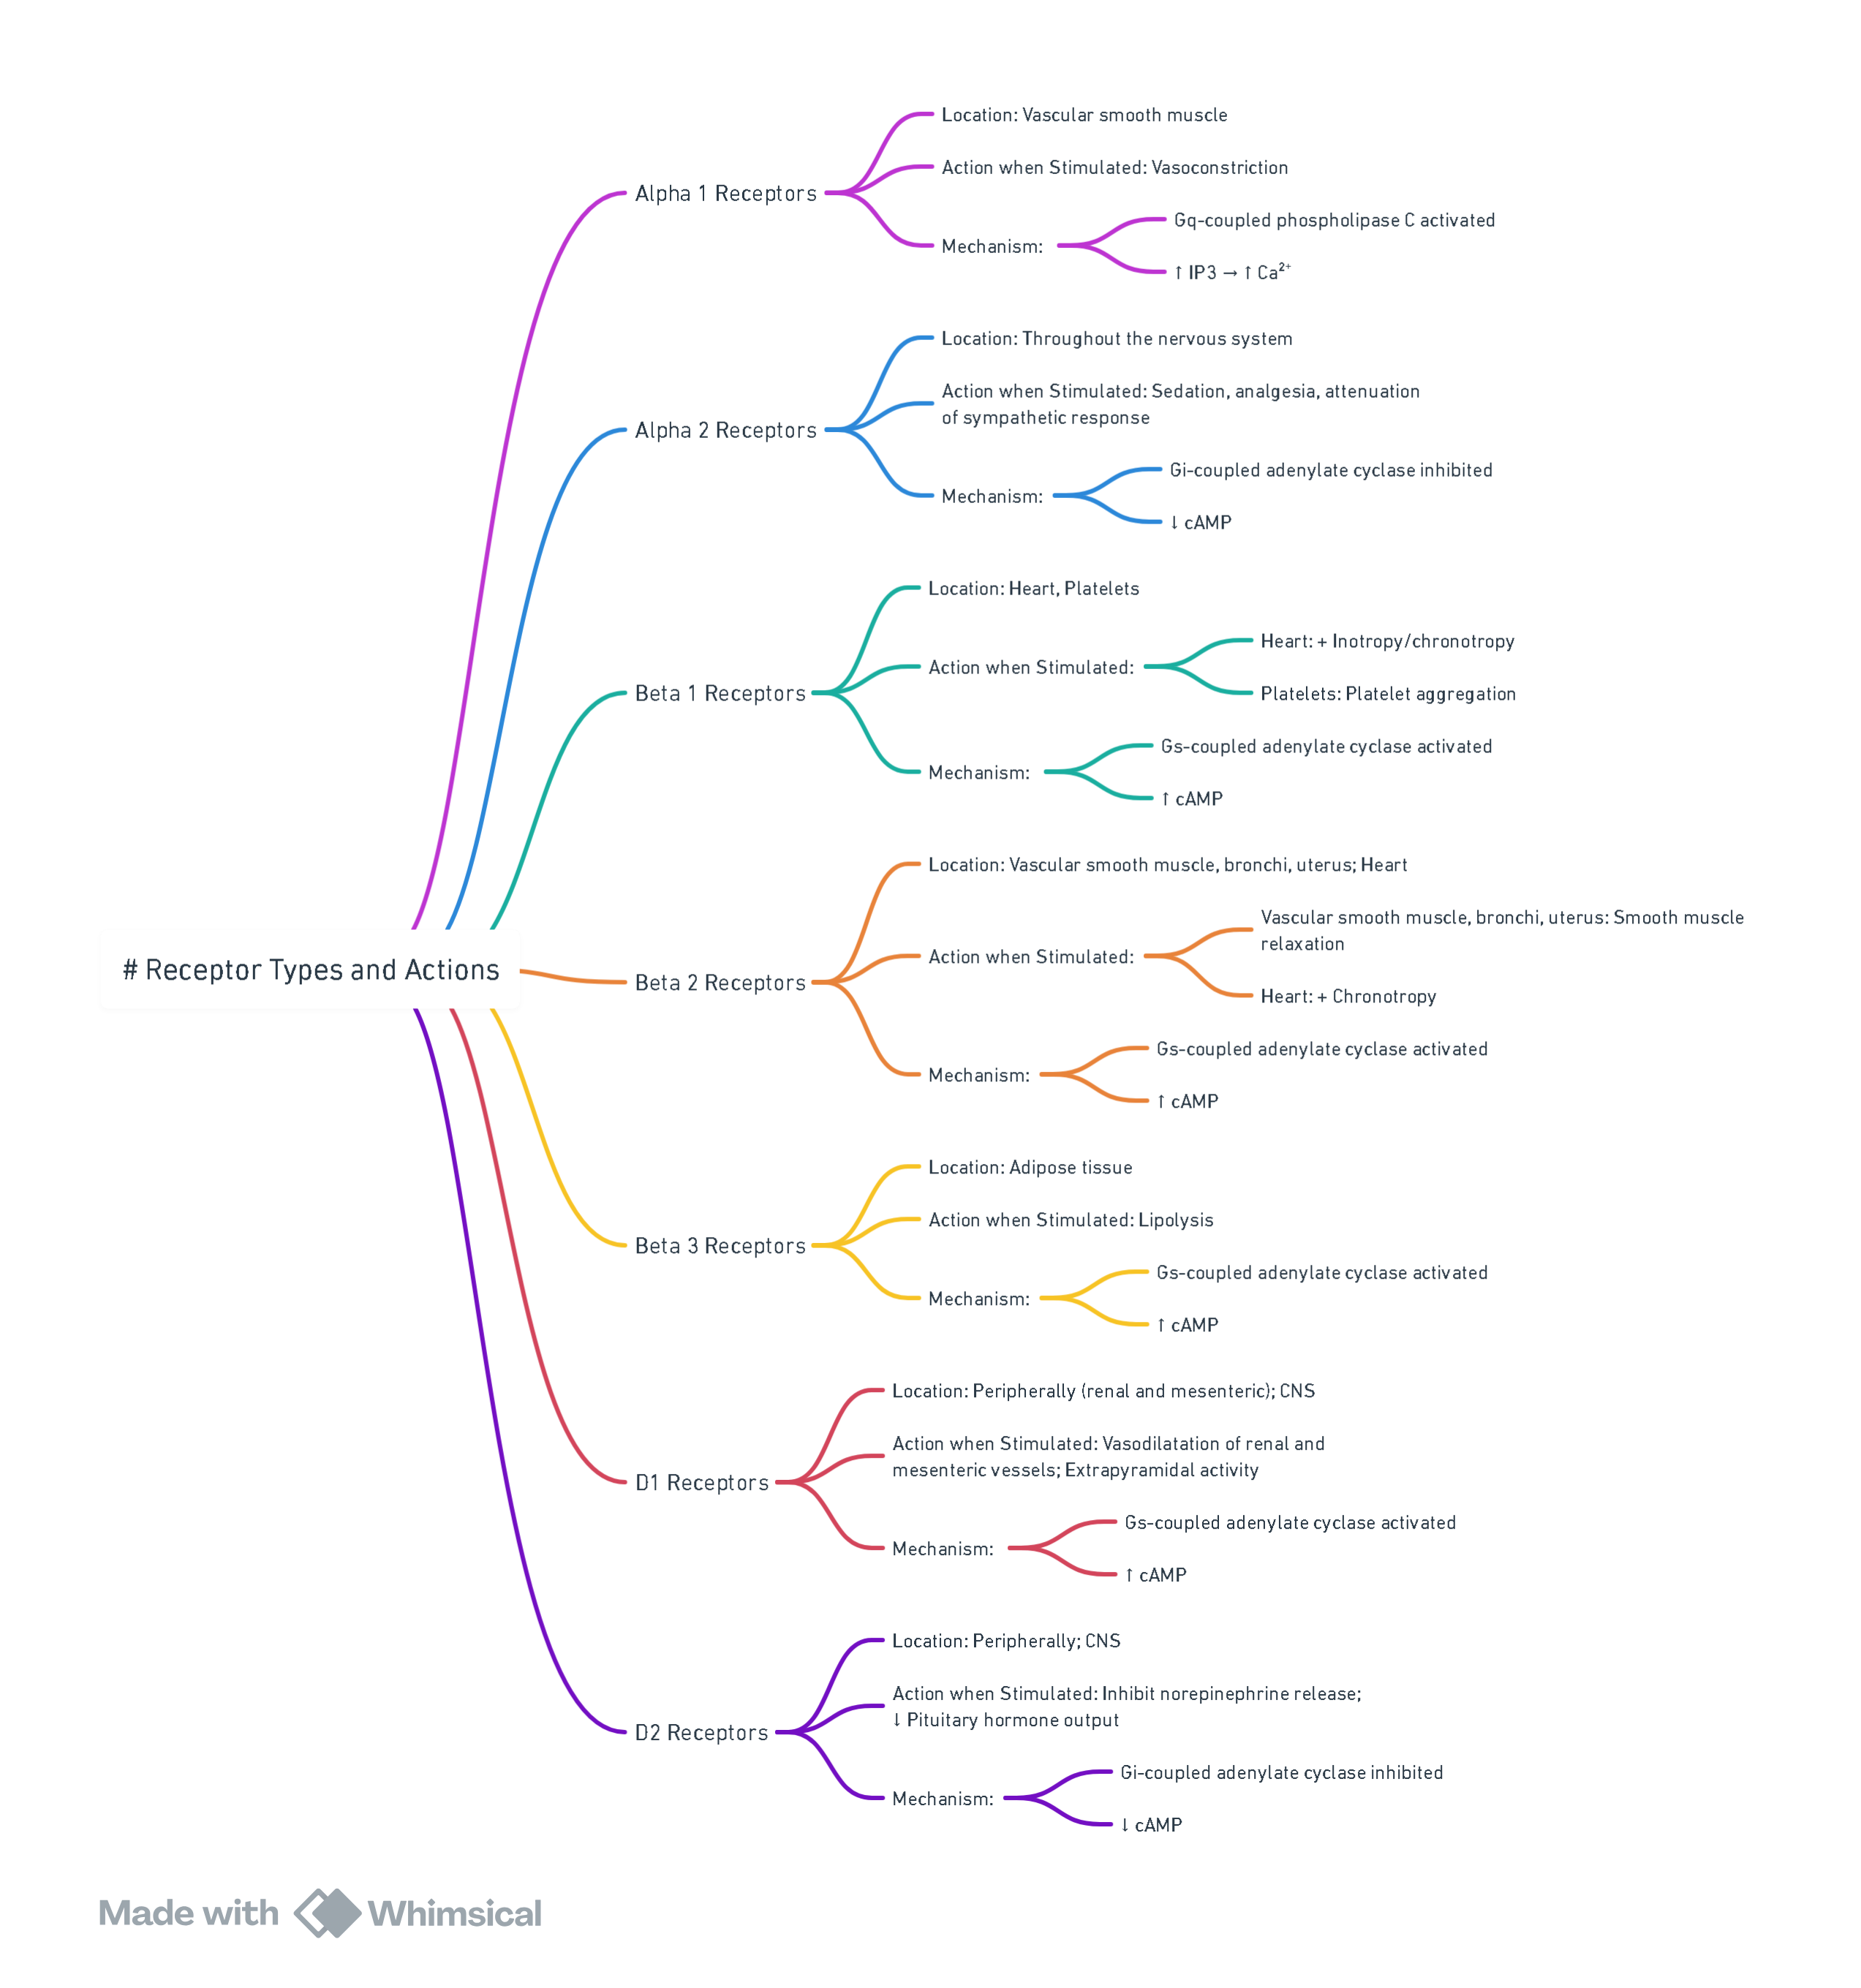 Location: Vascular smooth muscle
Action when Stimulated: Vasoconstriction
Alpha 1 Receptors
Gq-coupled phospholipase C activated
Mechanism:
↑ IP3 → ↑ Ca²⁺
Location: Throughout the nervous system
Action when Stimulated: Sedation, analgesia, attenuation
of sympathetic response
Alpha 2 Receptors
Gi-coupled adenylate cyclase inhibited
Mechanism:
↓ cAMP
Location: Heart, Platelets
Heart: + Inotropy/chronotropy
Action when Stimulated:
Platelets: Platelet aggregation
Beta 1 Receptors
Gs-coupled adenylate cyclase activated
Mechanism:
↑ cAMP
Location: Vascular smooth muscle, bronchi, uterus; Heart
Vascular smooth muscle, bronchi, uterus: Smooth muscle
relaxation
Action when Stimulated:
# Receptor Types and Actions
Beta 2 Receptors
Heart: + Chronotropy
Gs-coupled adenylate cyclase activated
Mechanism:
↑ cAMP
Location: Adipose tissue
Action when Stimulated: Lipolysis
Beta 3 Receptors
Gs-coupled adenylate cyclase activated
Mechanism:
↑ cAMP
Location: Peripherally (renal and mesenteric); CNS
Action when Stimulated: Vasodilatation of renal and
mesenteric vessels; Extrapyramidal activity
D1 Receptors
Gs-coupled adenylate cyclase activated
Mechanism:
↑ cAMP
Location: Peripherally; CNS
Action when Stimulated: Inhibit norepinephrine release;
↓ Pituitary hormone output
D2 Receptors
Gi-coupled adenylate cyclase inhibited
Mechanism:
↓ cAMP
Made with Whimsical